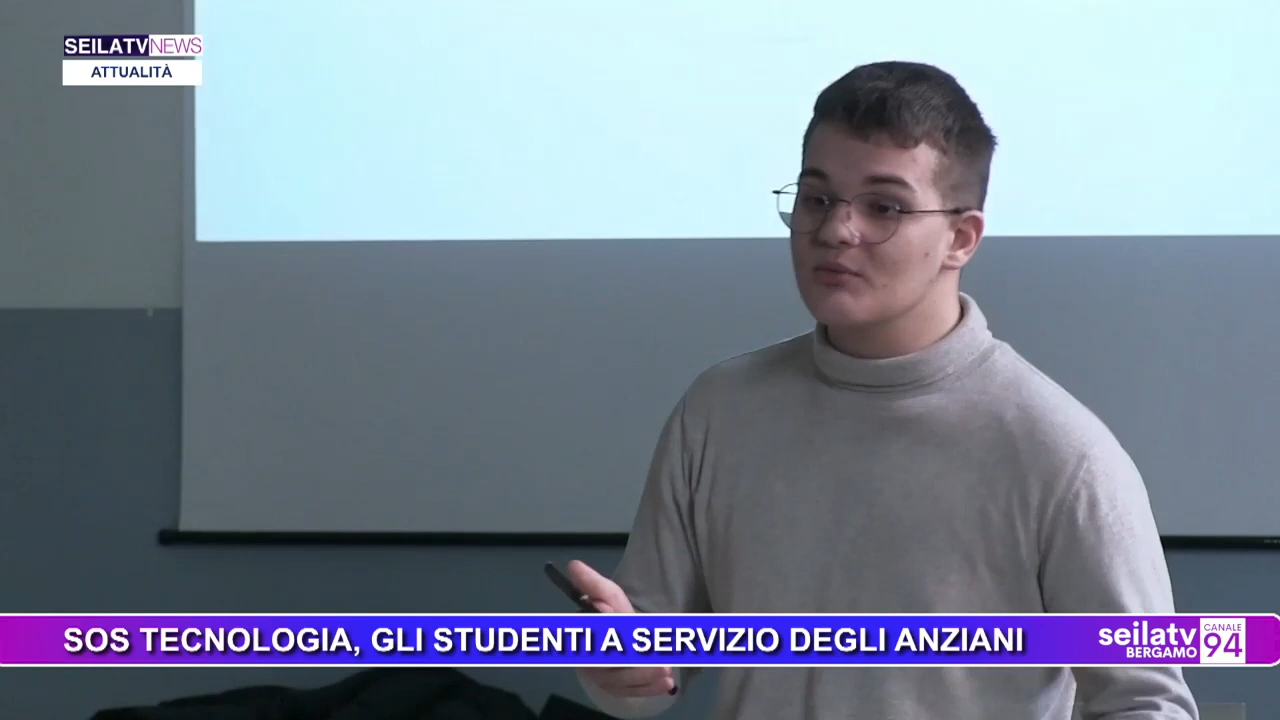 SEILATVNEWS
ATTUALITÀ
SOS TECNOLOGIA, GLI STUDENTI A SERVIZIO DEGLI ANZIANI
seilatv
BERGAMO
CANALE
94